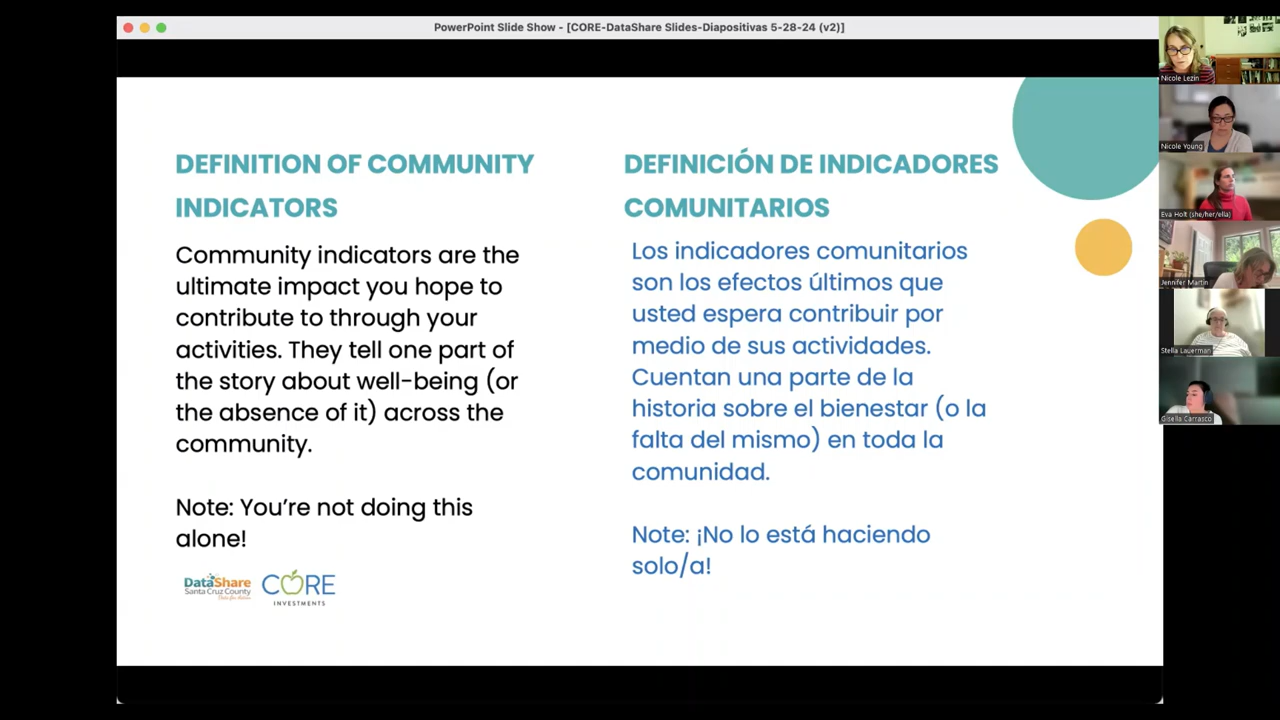 PowerPoint Slide Show - [CORE-DataShare Slides-Diapositivas 5-28-24 (v2)]
DEFINITION OF COMMUNITY
INDICATORS
Community indicators are the
ultimate impact you hope to
contribute to through your
activities. They tell one part of
the story about well-being (or
the absence of it) across the
community.
Note: You're not doing this
alone!
DataShare
Santa Cruz County
CORE
INVESTMENTS
DEFINICIÓN DE INDICADORES
COMUNITARIOS
Los indicadores comunitarios
son los efectos últimos que
usted espera contribuir por
medio de sus actividades.
Cuentan una parte de la
historia sobre el bienestar (o la
falta del mismo) en toda la
comunidad.
Note: ¡No lo está haciendo
solo/a!
Nicole Lezin
Nicole Young
Eva Holt (she/her/ella)
Jennifer Martin
Stella Lauerman
Gisella Carrasco